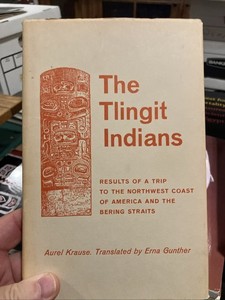 The
Tlingit
Indians
RESULTS OF A TRIP
TO THE NORTHWEST COAST
OF AMERICA AND THE
BERING STRAITS
Aurel Krause. Translated by Erna Gunther